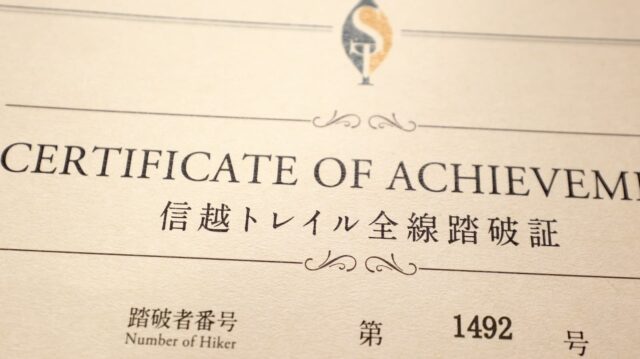 ST
CERTIFICATE OF ACHIEVEME
信越トレイル全線踏破証
踏破者番号 第 1492 号
Number of Hiker